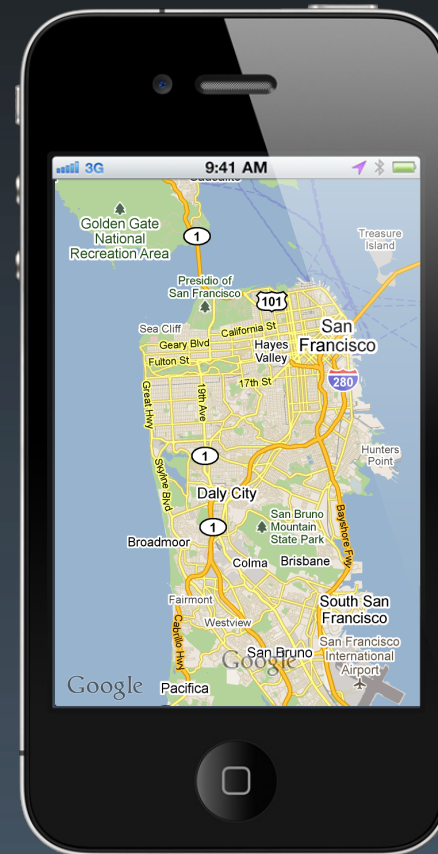 3G
9:41 AM
Golden Gate
National
Recreation Area
1
Treasure
Island
Presidio of
San Francisco
101
Sea Cliff
California St
San
Francisco
Geary Blvd
Hayes
Valley
Fulton St
280
17th St
Great Hwy
19th Ave
1
Hunters
Point
Skyline Blvd
Daly City
1
San Bruno
Mountain
State Park
Bayshore Fwy
Broadmoor
Colma
Brisbane
Fairmont
South San
Francisco
Westview
Cabrillo Hwy
San Francisco
International
Airport
San Bruno
Google
Google
Pacifica